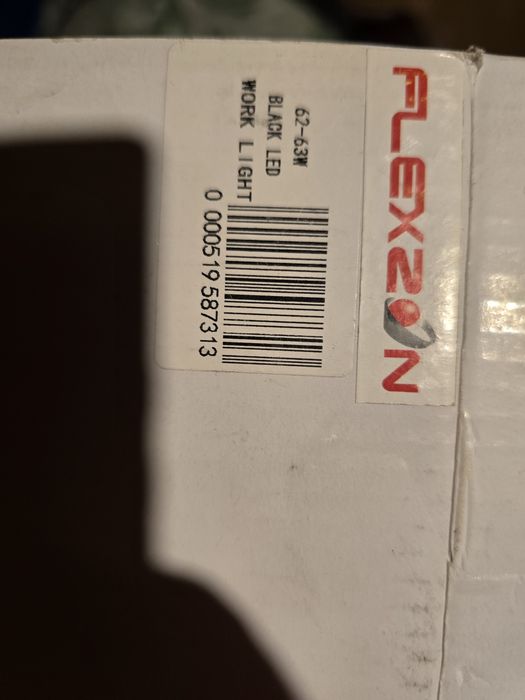 FLEXZON
62-63W
BLACK LED
WORK LIGHT
0 000519 587313